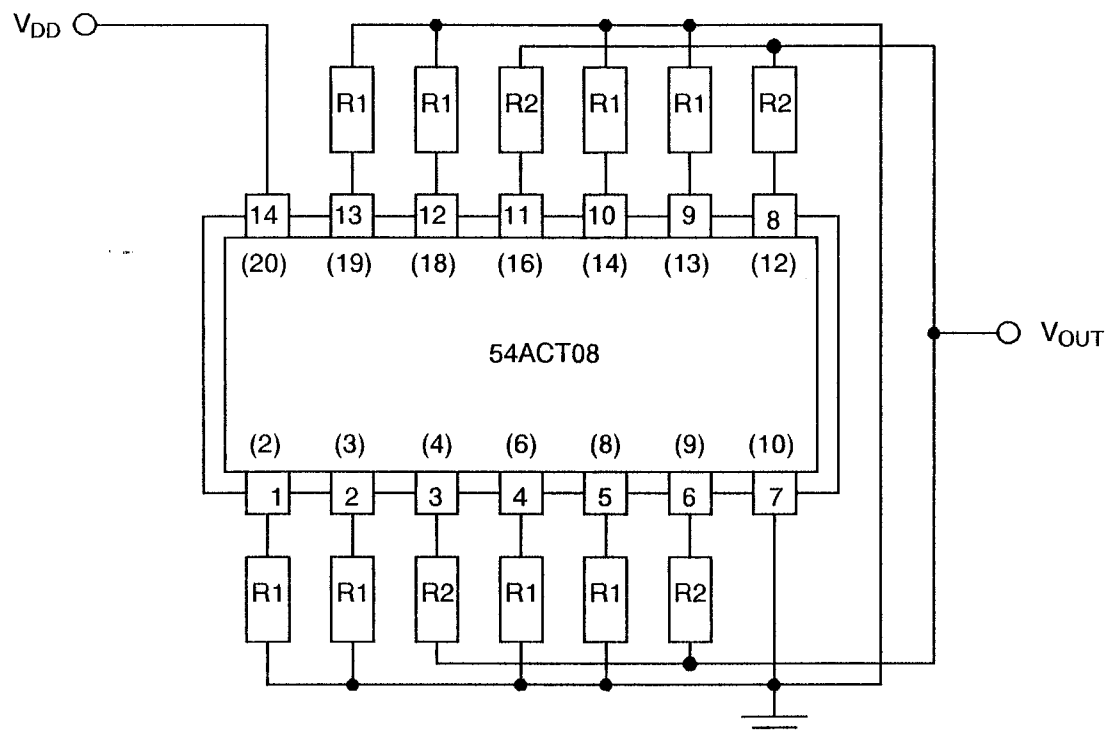 VDD
R1 R1 R2 R1 R1 R2
14 13 12 11 10 9 8
(20) (19) (18) (16) (14) (13) (12)
54ACT08
VOUT
(2) (3) (4) (6) (8) (9) (10)
1 2 3 4 5 6 7
R1 R1 R2 R1 R1 R2